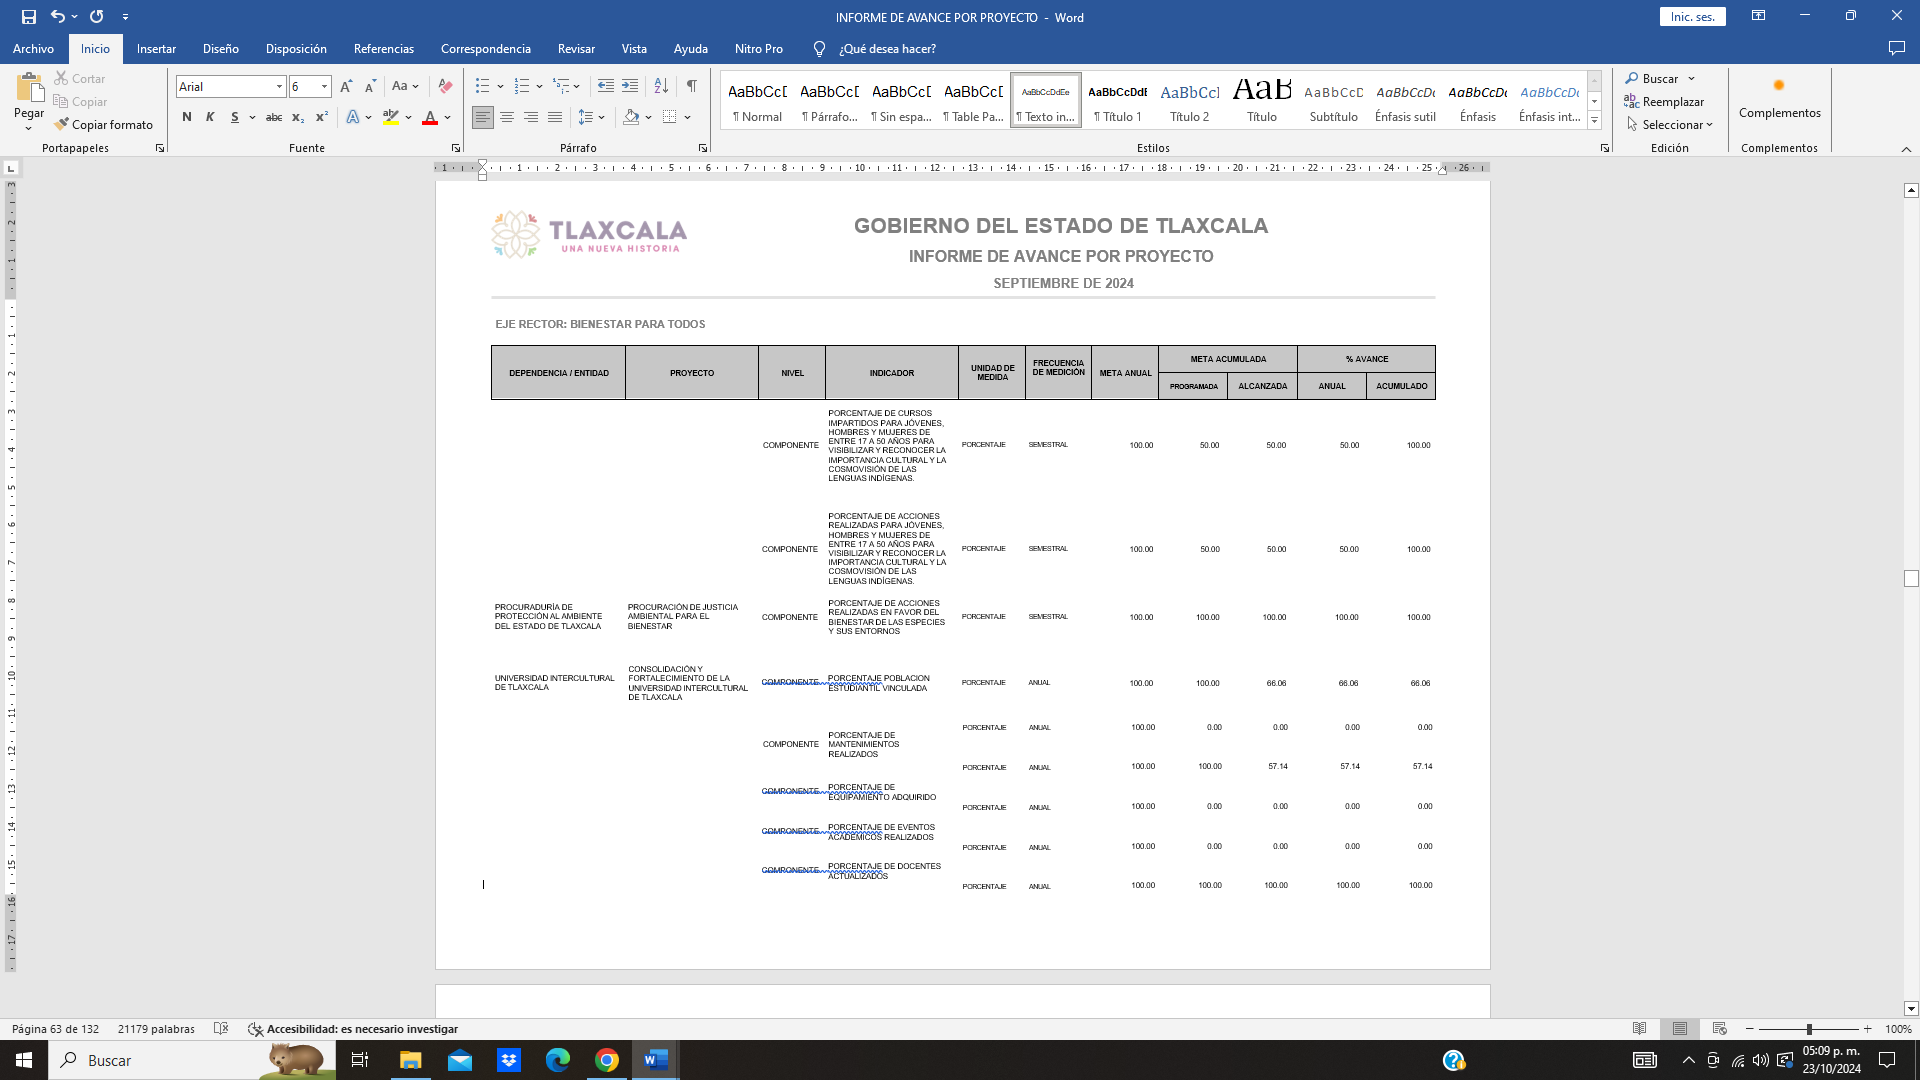 INFORME DE AVANCE POR PROYECTO - Word
Inic. ses.
Archivo Inicio Insertar Diseño Disposición Referencias Correspondencia Revisar Vista Ayuda Nitro Pro ¿Qué desea hacer?
Pegar
Cortar
Copiar
Copiar formato
Portapapeles
Arial 6
Fuente
Párrafo
AaBbCcD AaBbCcD AaBbCcD AaBbCcD AaBbCcDdEe AaBbCcDdE AaBbCcI AaB AaBbCcD AaBbCcDc AaBbCcDc AaBbCcDc
¶ Normal ¶ Párrafo... ¶ Sin espa... ¶ Table Pa... ¶ Texto in... ¶ Título 1 Título 2 Título Subtítulo Énfasis sutil Énfasis Énfasis int...
Estilos
Buscar
Reemplazar
Seleccionar
Edición
Complementos
Complementos
TLAXCALA
UNA NUEVA HISTORIA
GOBIERNO DEL ESTADO DE TLAXCALA
INFORME DE AVANCE POR PROYECTO
SEPTIEMBRE DE 2024
EJE RECTOR: BIENESTAR PARA TODOS
DEPENDENCIA / ENTIDAD PROYECTO NIVEL INDICADOR UNIDAD DE MEDIDA FRECUENCIA DE MEDICIÓN META ANUAL META ACUMULADA % AVANCE
PROGRAMADA ALCANZADA ANUAL ACUMULADO
PORCENTAJE DE CURSOS
IMPARTIDOS PARA JÓVENES,
HOMBRES Y MUJERES DE
ENTRE 17 A 50 AÑOS PARA
VISIBILIZAR Y RECONOCER LA
IMPORTANCIA CULTURAL Y LA
COSMOVISIÓN DE LAS
LENGUAS INDÍGENAS.
COMPONENTE PORCENTAJE SEMESTRAL 100.00 50.00 50.00 50.00 100.00
PORCENTAJE DE ACCIONES
REALIZADAS PARA JÓVENES,
HOMBRES Y MUJERES DE
ENTRE 17 A 50 AÑOS PARA
VISIBILIZAR Y RECONOCER LA
IMPORTANCIA CULTURAL Y LA
COSMOVISIÓN DE LAS
LENGUAS INDÍGENAS.
COMPONENTE PORCENTAJE SEMESTRAL 100.00 50.00 50.00 50.00 100.00
PROCURADURÍA DE
PROTECCIÓN AL AMBIENTE
DEL ESTADO DE TLAXCALA
PROCURACIÓN DE JUSTICIA
AMBIENTAL PARA EL
BIENESTAR
COMPONENTE
PORCENTAJE DE ACCIONES
REALIZADAS EN FAVOR DEL
BIENESTAR DE LAS ESPECIES
Y SUS ENTORNOS
PORCENTAJE SEMESTRAL 100.00 100.00 100.00 100.00 100.00
UNIVERSIDAD INTERCULTURAL
DE TLAXCALA
CONSOLIDACIÓN Y
FORTALECIMIENTO DE LA
UNIVERSIDAD INTERCULTURAL
DE TLAXCALA
COMPONENTE PORCENTAJE POBLACION
ESTUDIANTIL VINCULADA
PORCENTAJE ANUAL 100.00 100.00 66.06 66.06 66.06
PORCENTAJE ANUAL 100.00 0.00 0.00 0.00 0.00
COMPONENTE
PORCENTAJE DE
MANTENIMIENTOS
REALIZADOS
PORCENTAJE ANUAL 100.00 100.00 57.14 57.14 57.14
COMPONENTE PORCENTAJE DE
EQUIPAMIENTO ADQUIRIDO
PORCENTAJE ANUAL 100.00 0.00 0.00 0.00 0.00
COMPONENTE PORCENTAJE DE EVENTOS
ACADEMICOS REALIZADOS
PORCENTAJE ANUAL 100.00 0.00 0.00 0.00 0.00
COMPONENTE PORCENTAJE DE DOCENTES
ACTUALIZADOS
PORCENTAJE ANUAL 100.00 100.00 100.00 100.00 100.00
Página 63 de 132 21179 palabras Accesibilidad: es necesario investigar 100%
Buscar
05:09 p. m.
23/10/2024